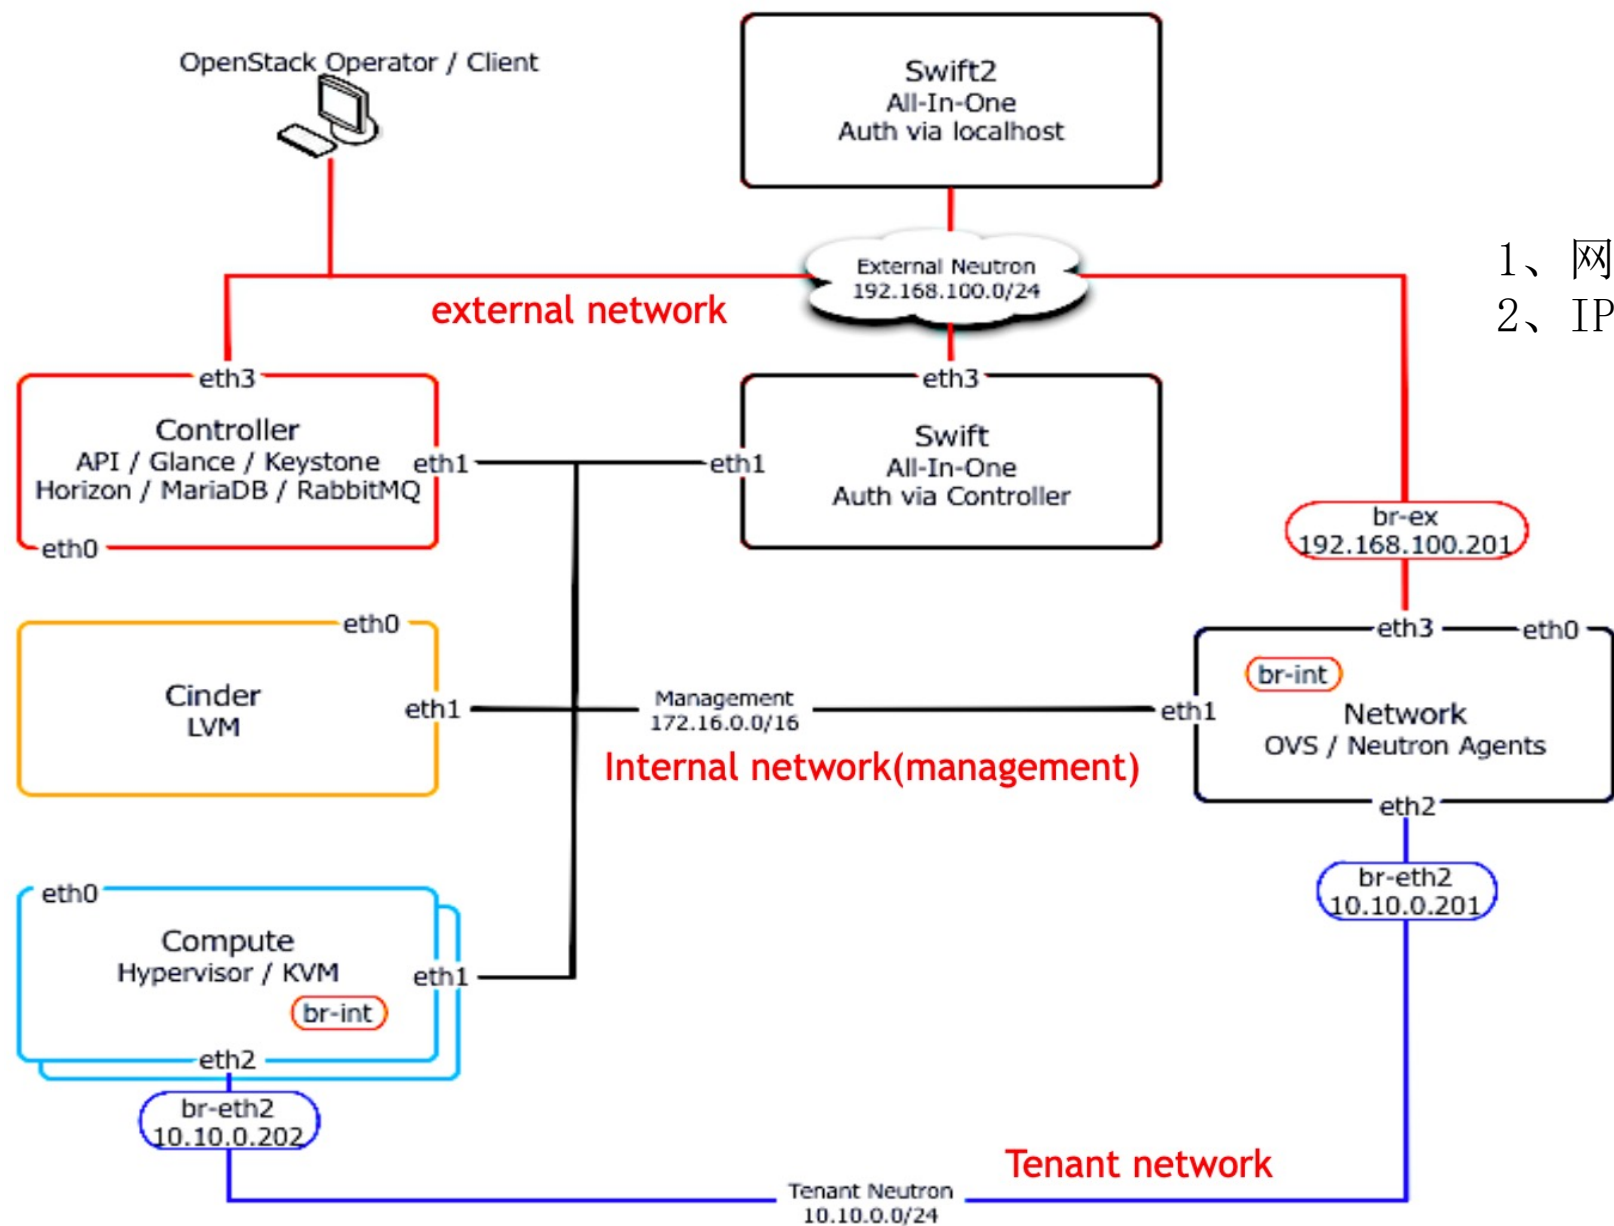 OpenStack Operator / Client
Swift2
All-In-One
Auth via localhost
External Neutron
192.168.100.0/24
external network
1、网
2、IP
eth3
Controller
API / Glance / Keystone
Horizon / MariaDB / RabbitMQ
eth1
eth0
eth3
eth1
Swift
All-In-One
Auth via Controller
br-ex
192.168.100.201
eth0
Cinder
LVM
eth1
Management
172.16.0.0/16
Internal network(management)
eth3
eth0
br-int
eth1
Network
OVS / Neutron Agents
eth2
br-eth2
10.10.0.201
eth0
Compute
Hypervisor / KVM
eth1
br-int
eth2
br-eth2
10.10.0.202
Tenant network
Tenant Neutron
10.10.0.0/24